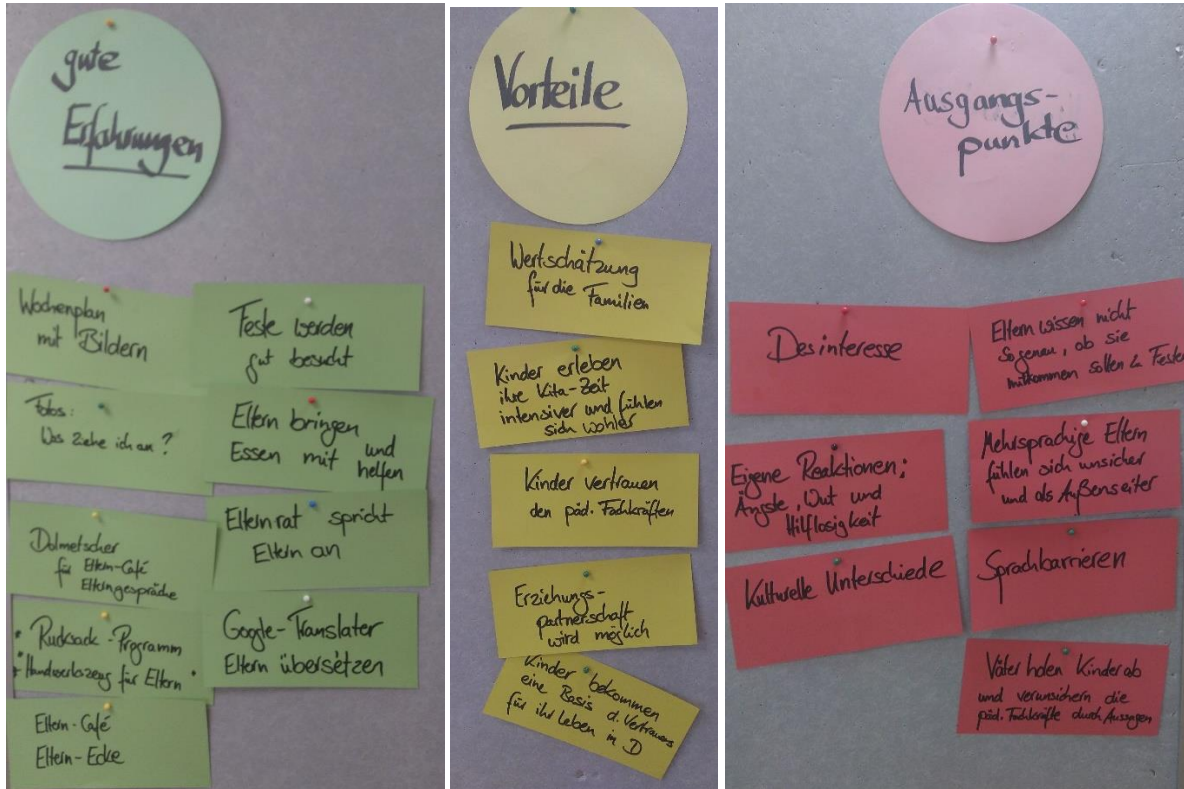 gute
Erfahrungen
Wochenplan
mit Bildern
Fotos:
Was ziehe ich an?
Dolmetscher
für Eltern-Café
Elterngespräche
• Rucksack-Programm
• Handwerkszeug für Eltern •
Eltern-Café
Eltern-Ecke
Feste werden
gut besucht
Eltern bringen
Essen mit und
helfen
Elternrat spricht
Eltern an
Google-Translater
Eltern übersetzen
Vorteile
Wertschätzung
für die Familien
Kinder erleben
ihre Kita-Zeit
intensiver und fühlen
sich wohler
Kinder vertrauen
den päd. Fachkräften
Erziehungs-
partnerschaft
wird möglich
Kinder bekommen
eine Basis d. Vertrauens
für ihr Leben in D
Ausgangs-
punkte
Desinteresse
Eigene Reaktionen:
Ängste, Wut und
Hilflosigkeit
Kulturelle Unterschiede
Eltern wissen nicht
so genau, ob sie
mitkommen sollen z. Festen
Mehrsprachige Eltern
fühlen sich unsicher
und als Außenseiter
Sprachbarrieren
Väter holen Kinder ab
und verunsichern die
päd. Fachkräfte durch Aussagen